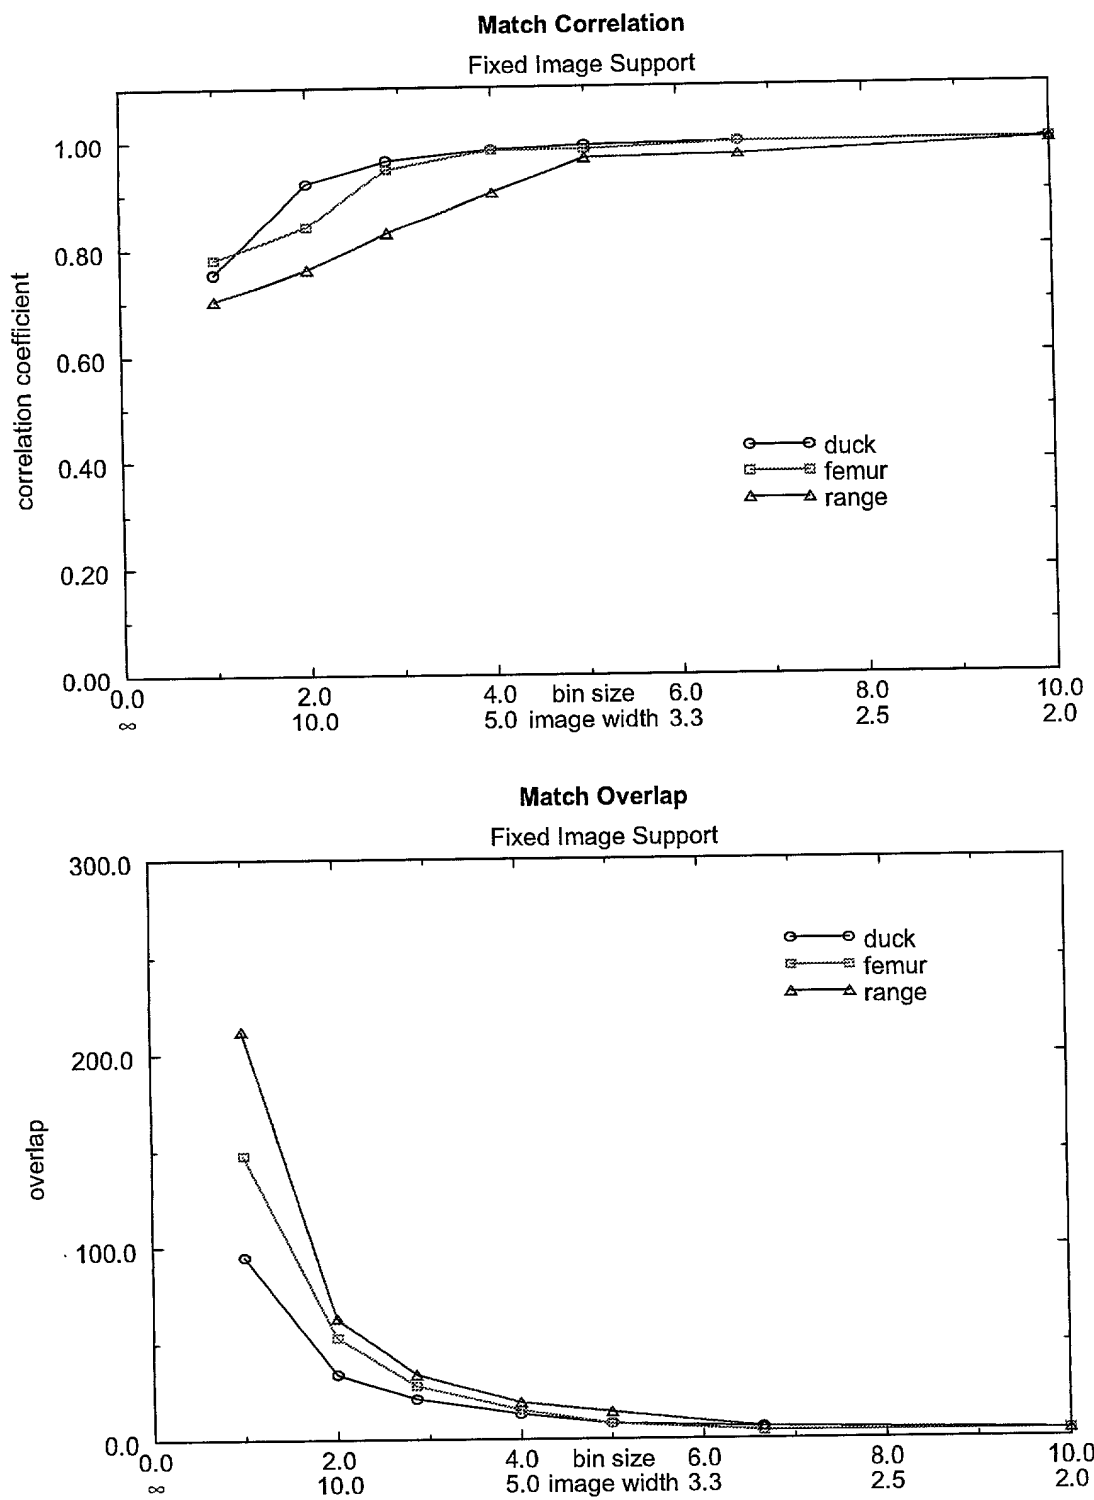 Match Correlation
Fixed Image Support
1.00
0.80
0.60
0.40
0.20
0.00
correlation coefficient
duck
femur
range
0.0 2.0 4.0 bin size 6.0 8.0 10.0
∞ 10.0 5.0 image width 3.3 2.5 2.0
Match Overlap
Fixed Image Support
300.0
200.0
100.0
0.0
overlap
duck
femur
range
0.0 2.0 4.0 bin size 6.0 8.0 10.0
∞ 10.0 5.0 image width 3.3 2.5 2.0